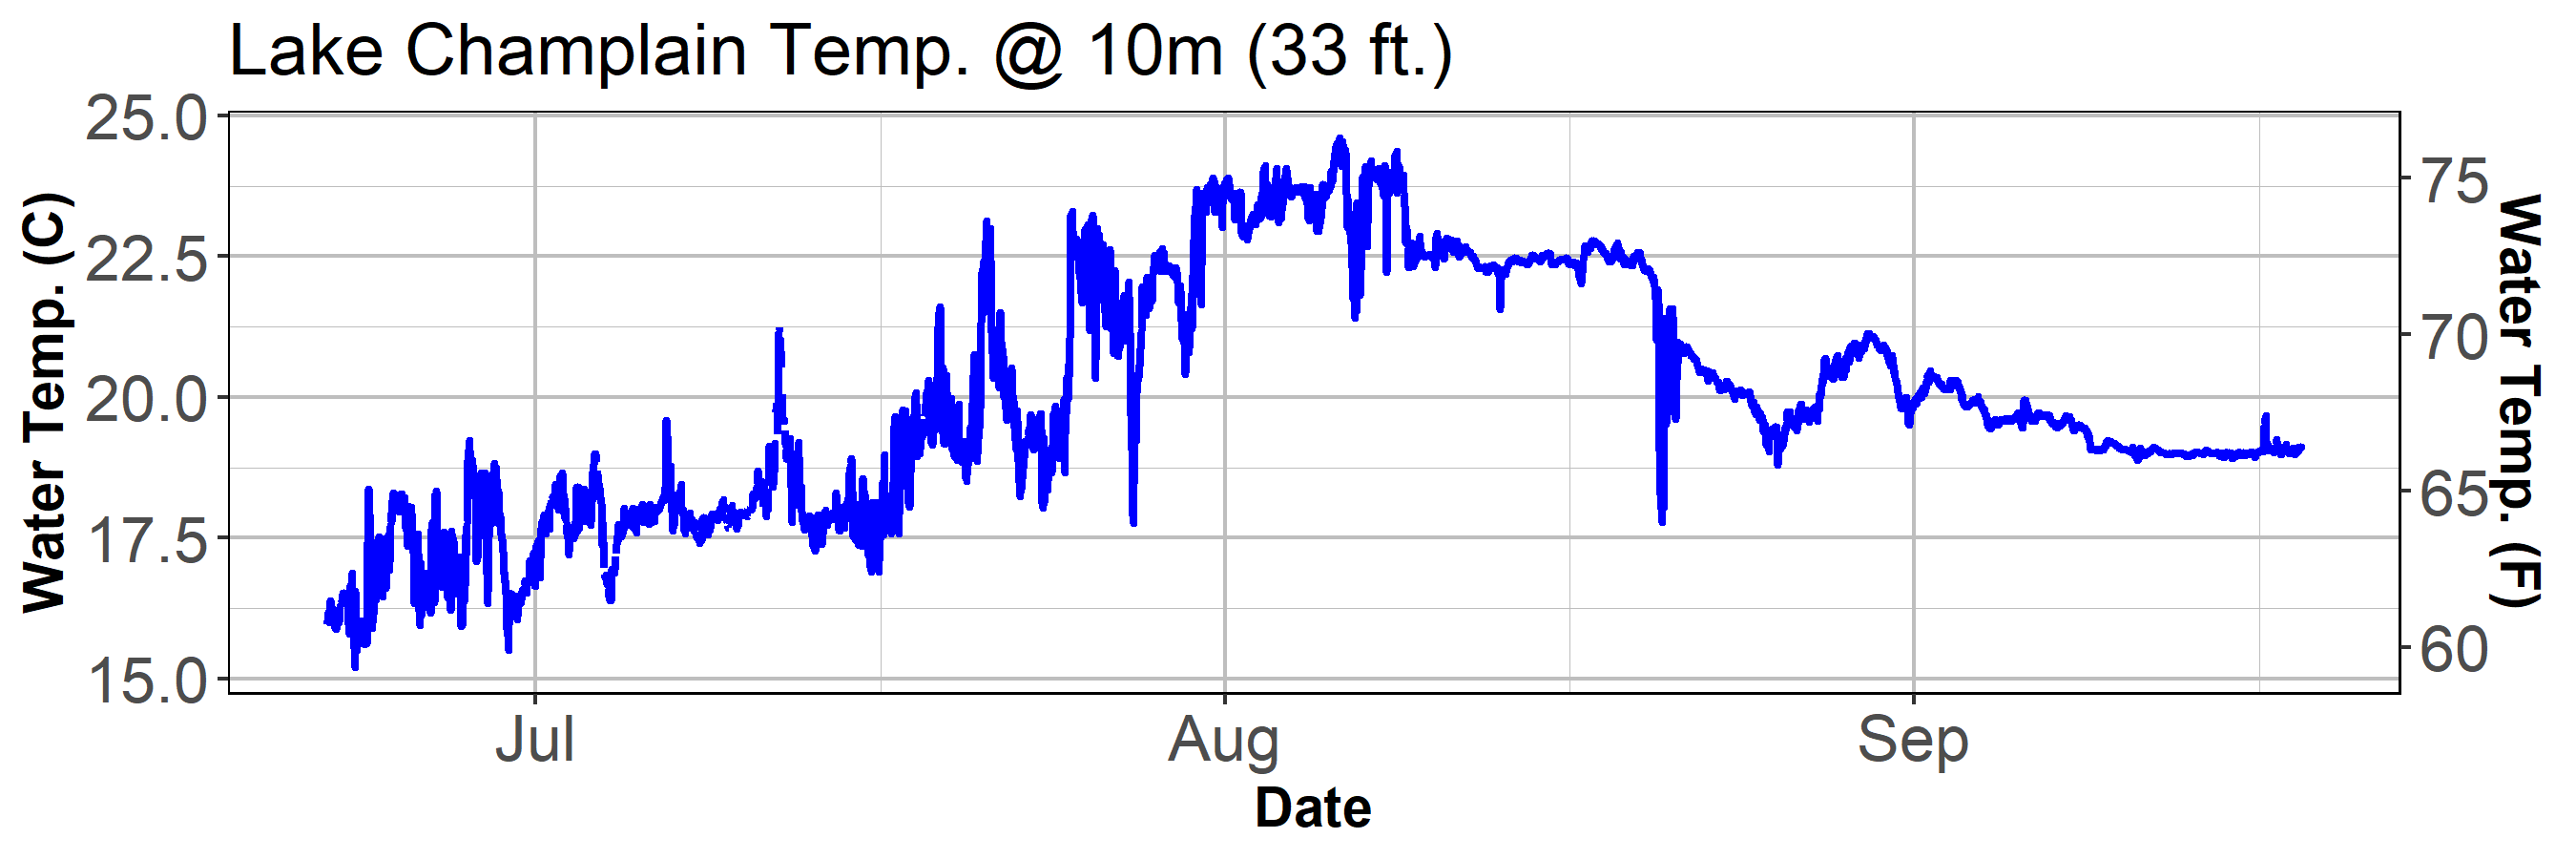 Lake Champlain Temp. @ 10m (33 ft.)
Water Temp. (C)
25.0
22.5
20.0
17.5
15.0
75
70
65
60
Water Temp. (F)
Jul
Aug
Sep
Date